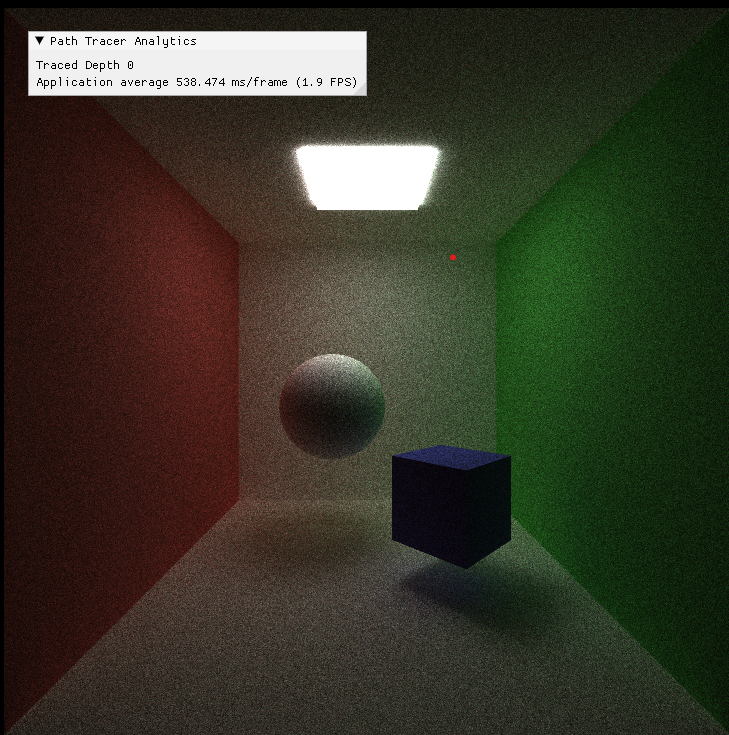 Path Tracer Analytics
Traced Depth 0
Application average 538.474 ms/frame (1.9 FPS)